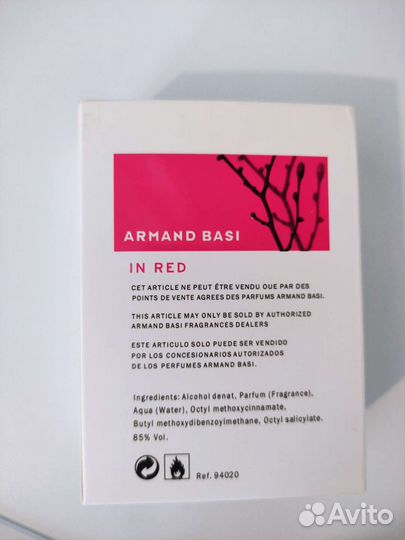 ARMAND BASI
IN RED
CET ARTICLE NE PEUT ÊTRE VENDU OUE PAR DES
POINTS DE VENTE AGREES DES PARFUMS ARMAND BASI.
THIS ARTICLE MAY ONLY BE SOLD BY AUTHORIZED
ARMAND BASI FRAGRANCES DEALERS
ESTE ARTICULO SOLO PUEDE SER VENDIDO
POR LOS CONCESIONARIOS AUTORIZADOS
DE LOS PERFUMES ARMAND BASI.
Ingredients: Alcohol denat, Parfum (Fragrance),
Aqua (Water), Octyl methoxycinnamate,
Butyl methoxydibenzoylmethane, Octyl salicylate.
85% Vol.
Ref. 94020
Avito